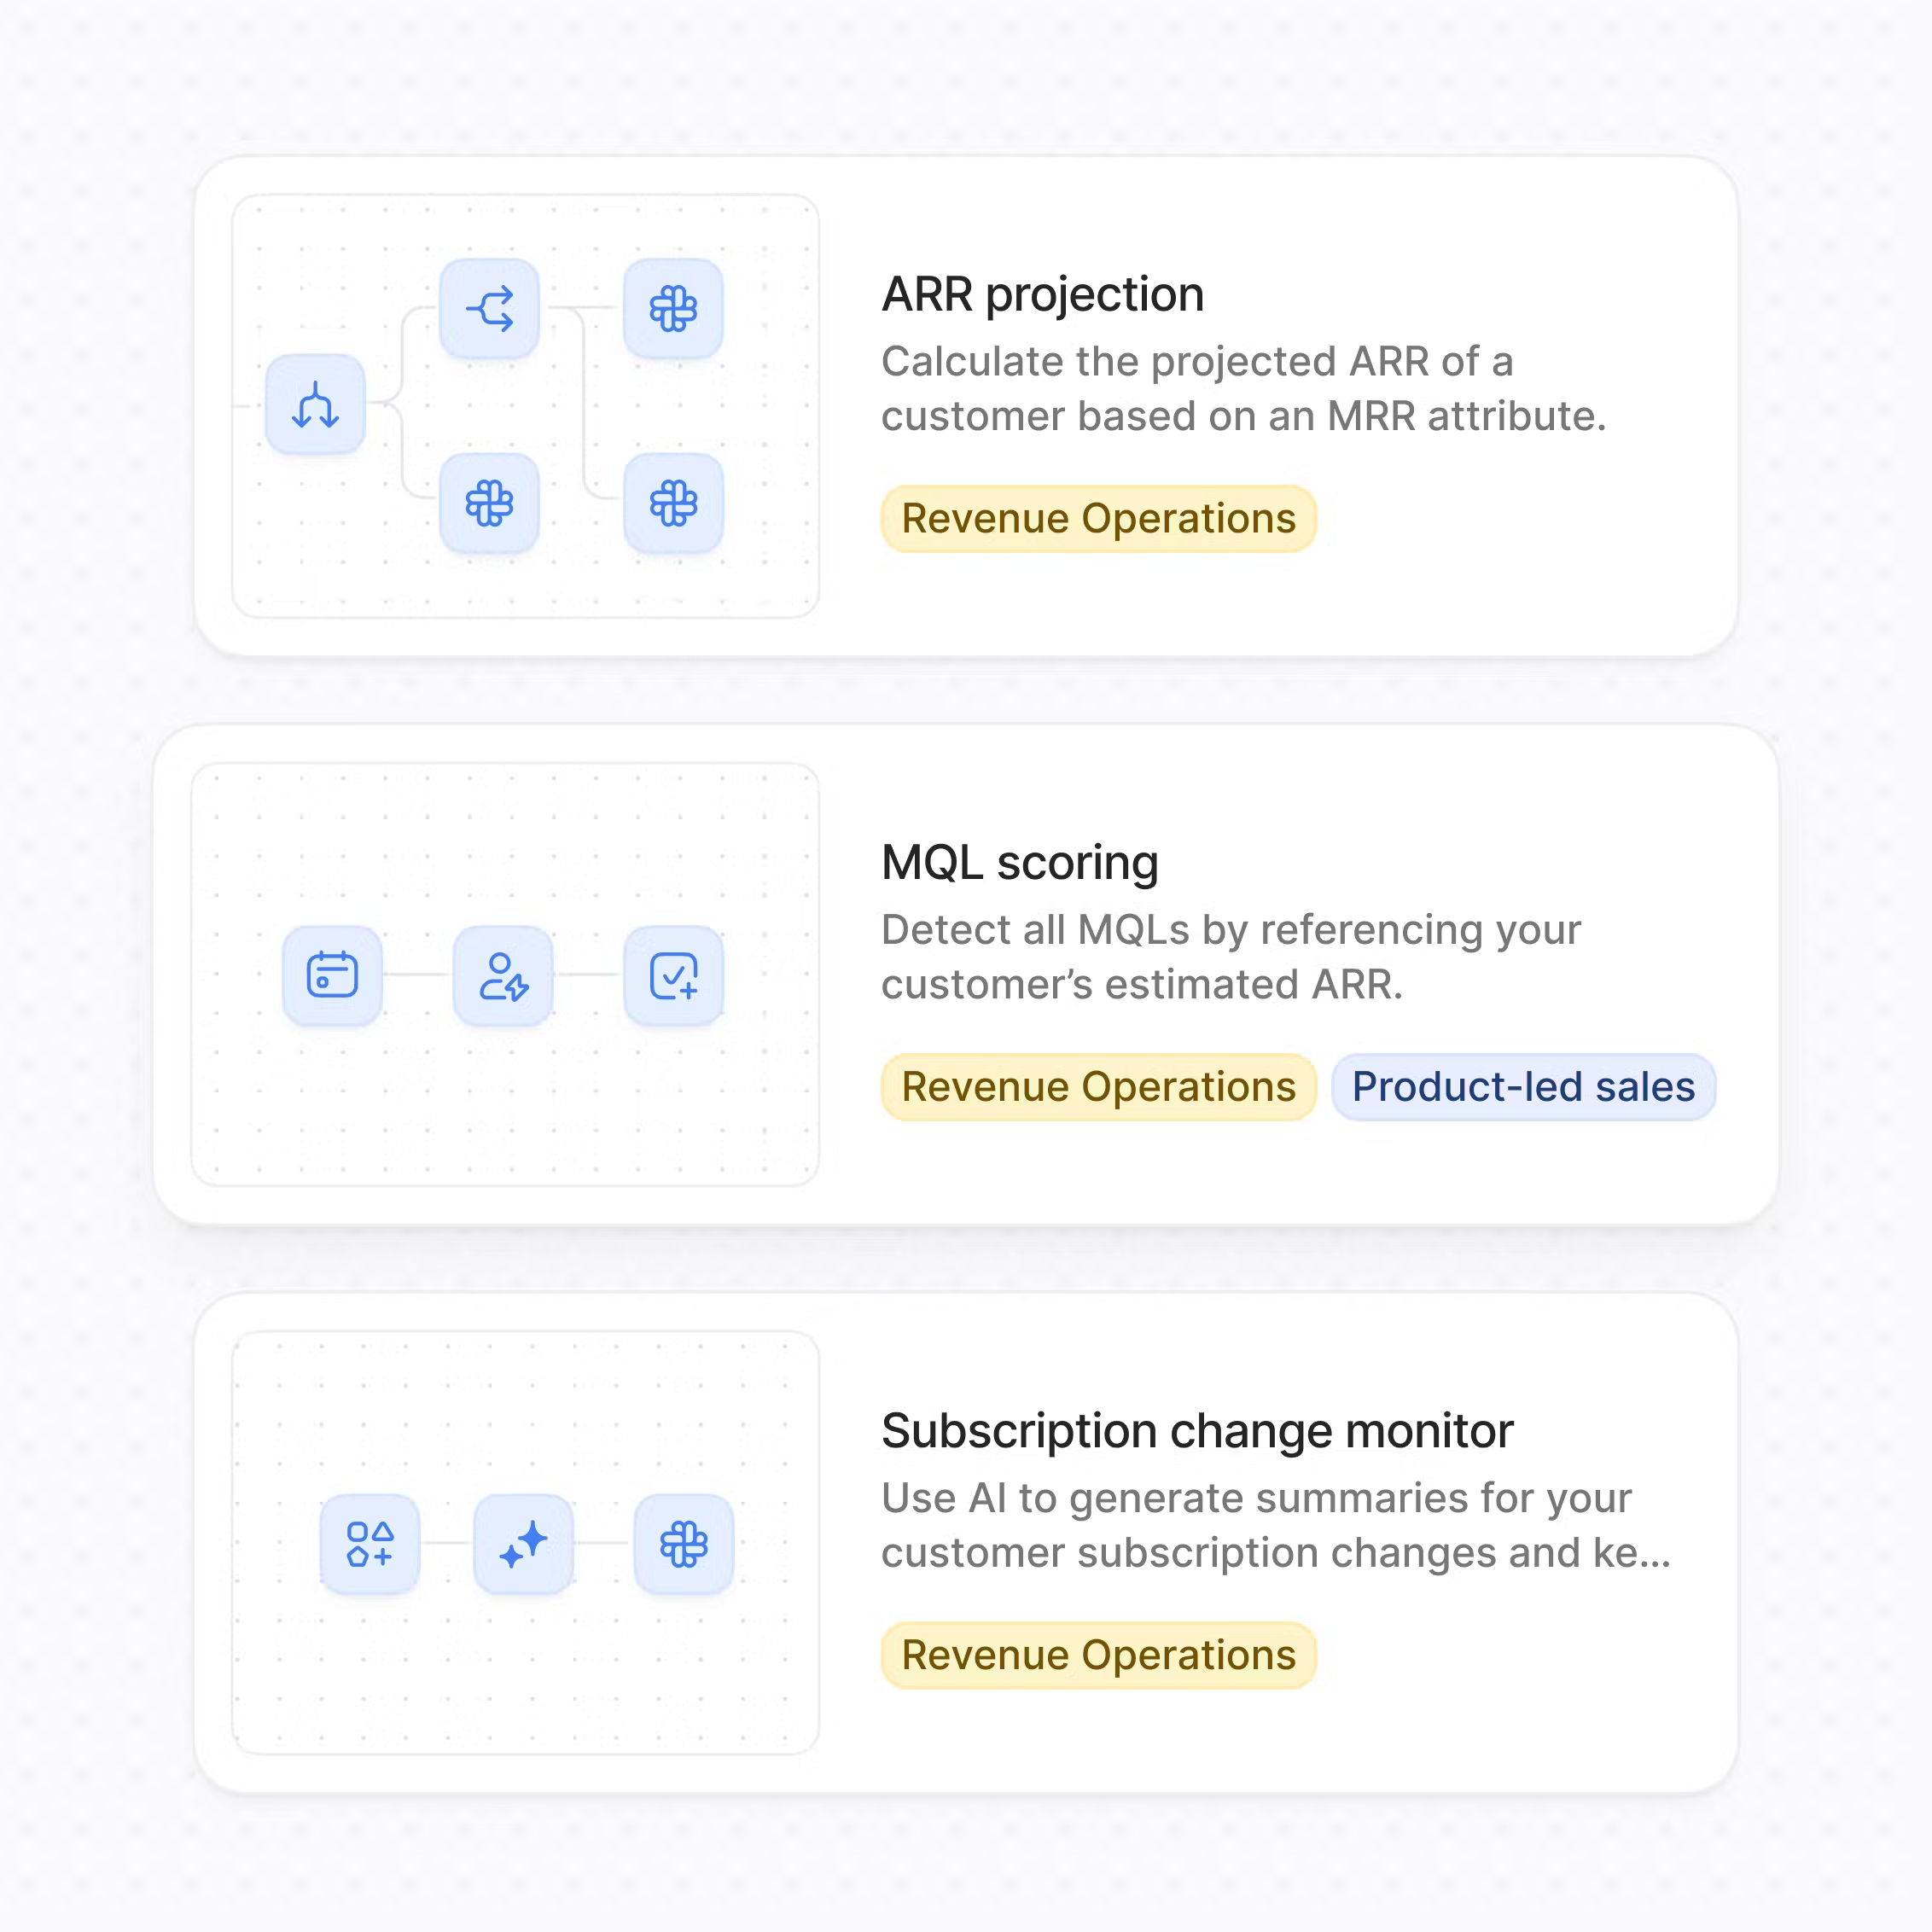 ARR projection
Calculate the projected ARR of a
customer based on an MRR attribute.
Revenue Operations
MQL scoring
Detect all MQLs by referencing your
customer’s estimated ARR.
Revenue Operations Product-led sales
Subscription change monitor
Use AI to generate summaries for your
customer subscription changes and ke...
Revenue Operations